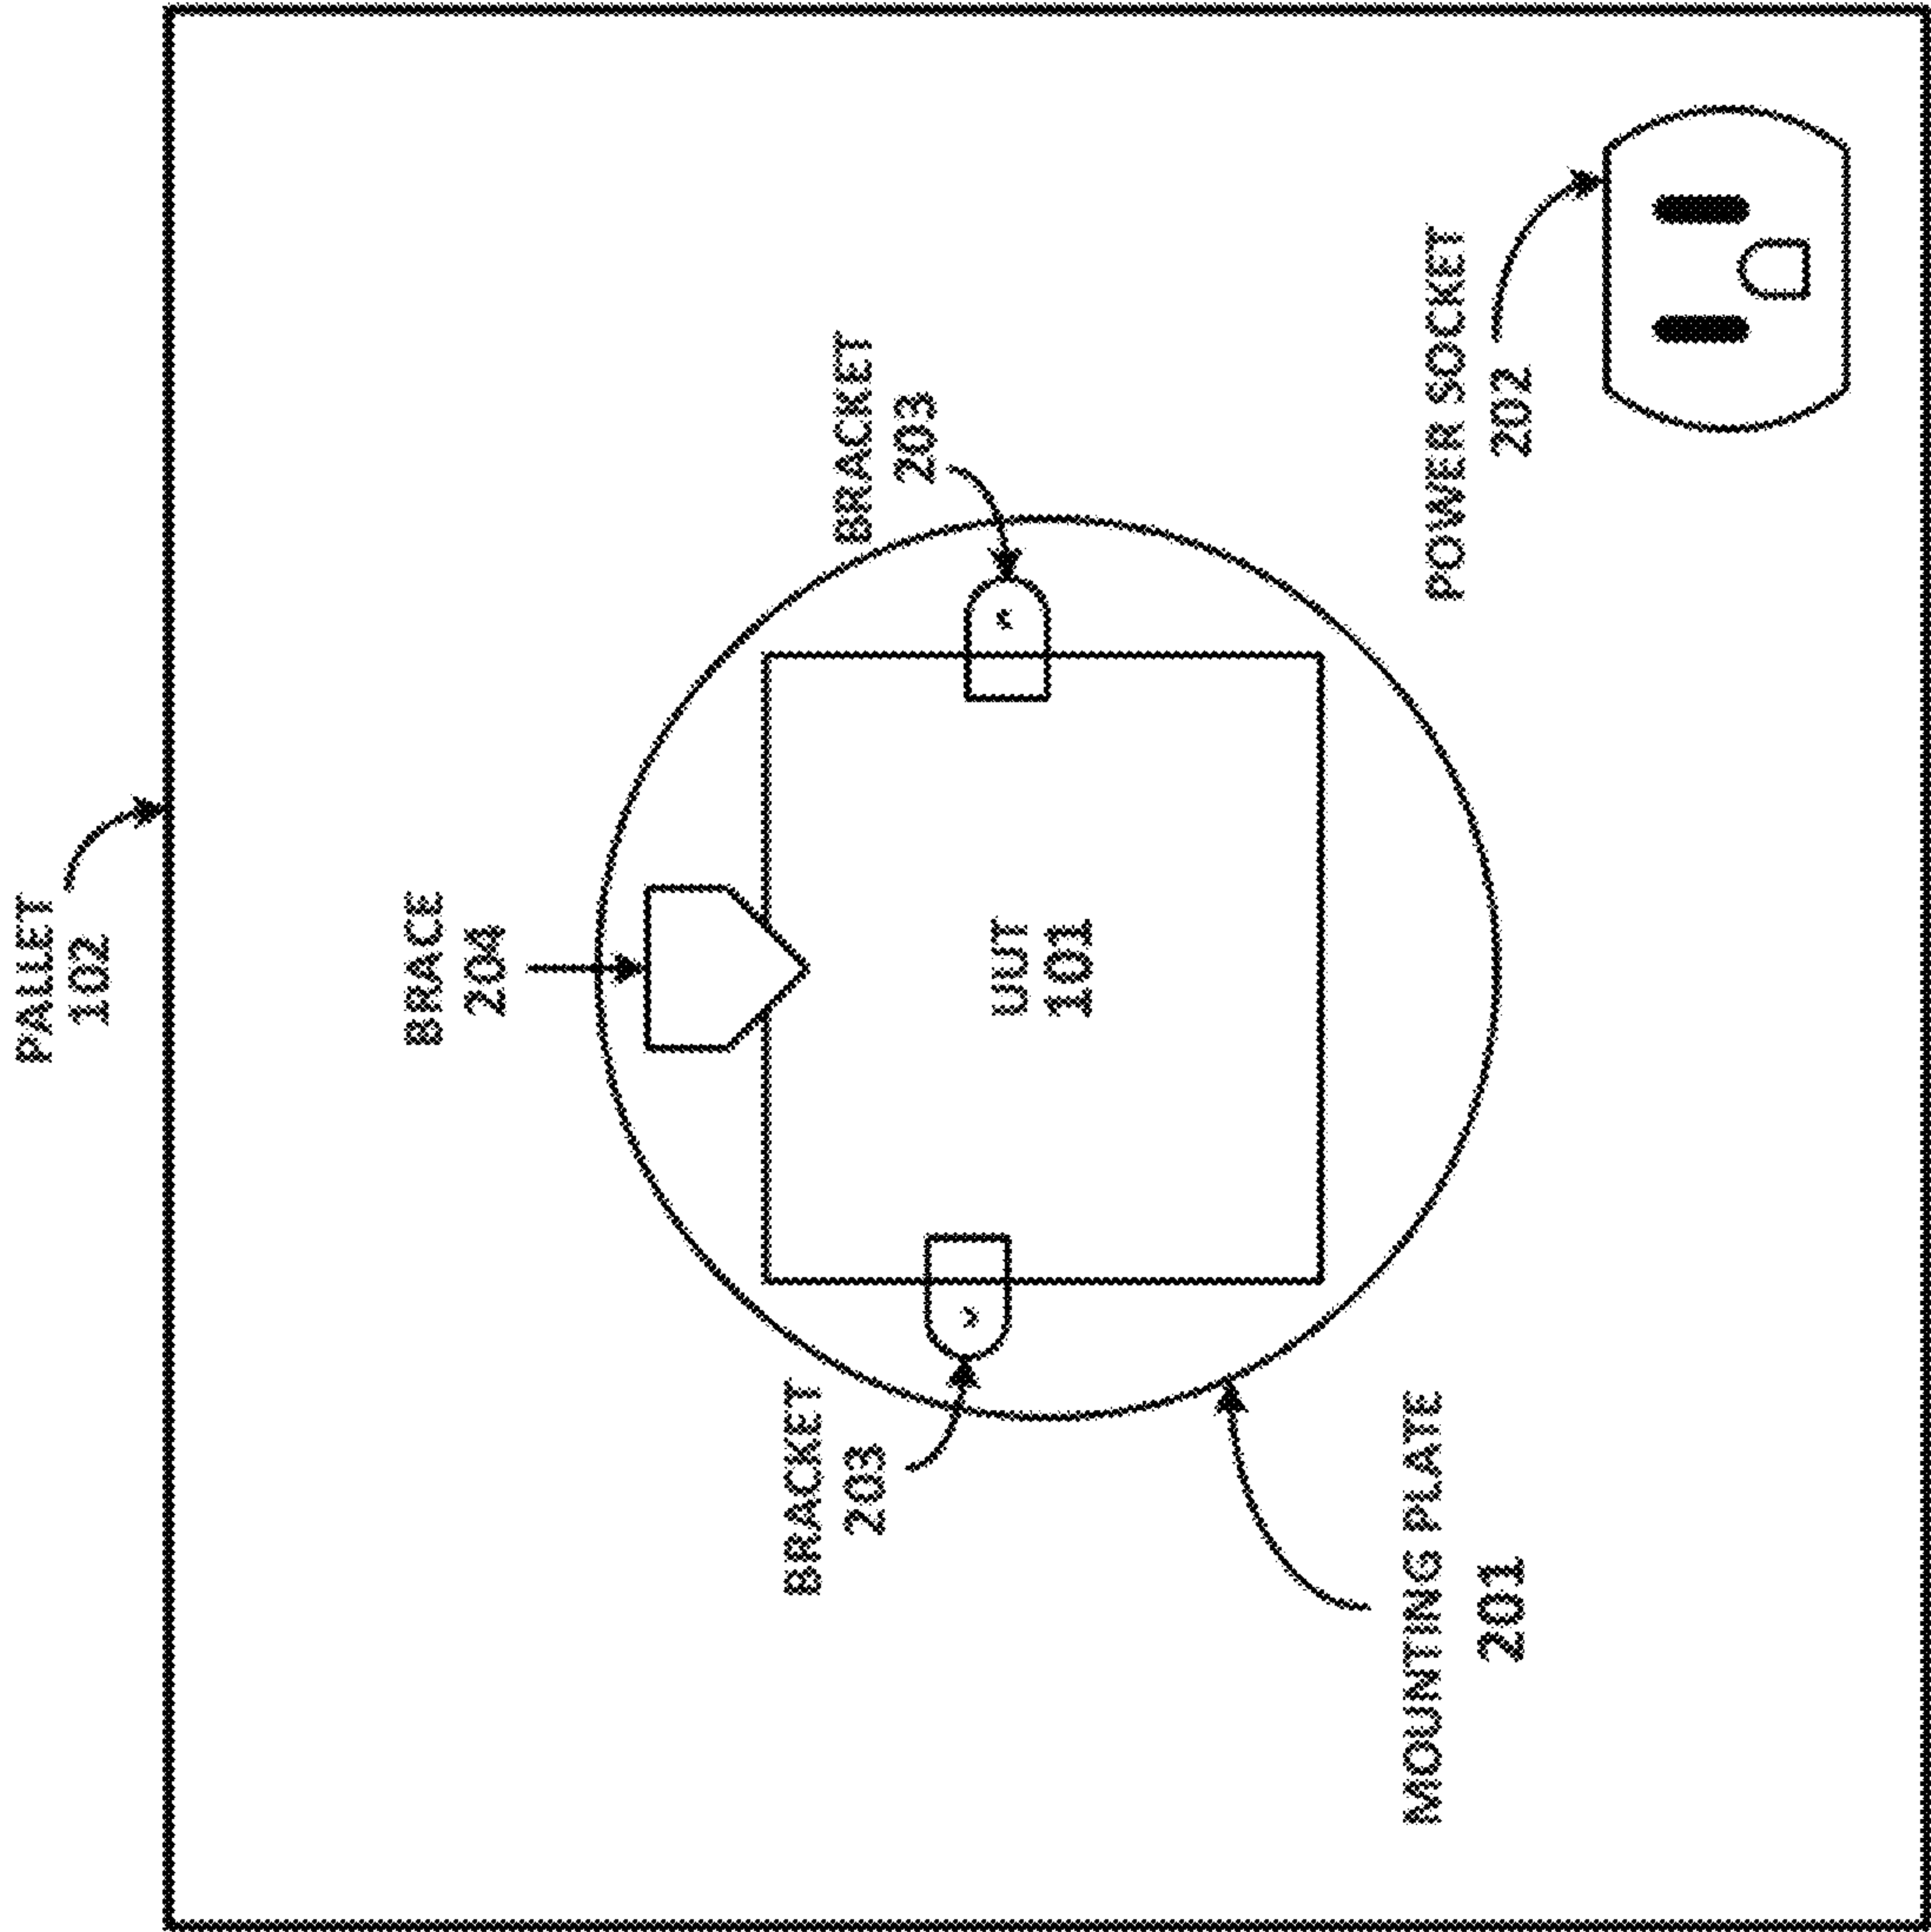 PALLET
102
BRACE
204
BRACKET
203
BRACKET
203
UUT
101
POWER SOCKET
202
MOUNTING PLATE
201